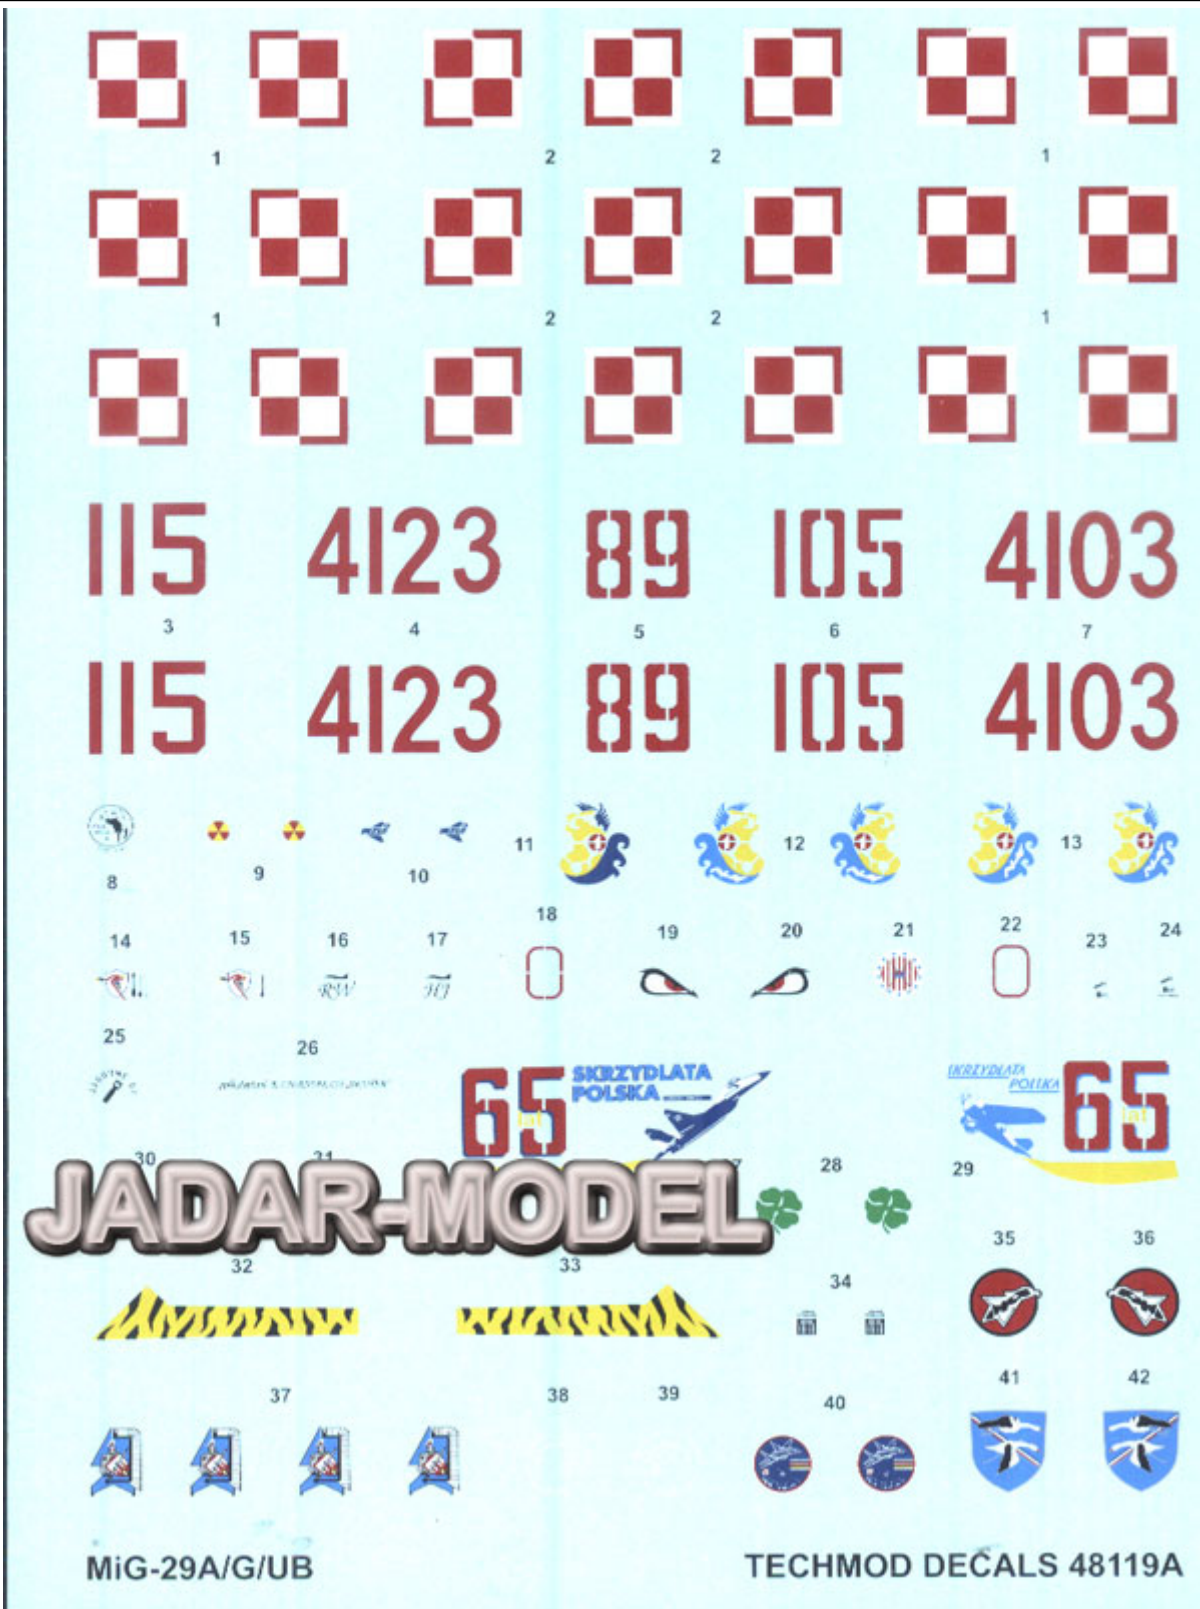 1 2 2 1
1 2 2 1
115 4123 89 105 4103
3 4 5 6 7
115 4123 89 105 4103
8 9 10 11 12 13
14 15 16 17 18 19 20 21 22 23 24
RW HJ
25 26
65 lat SKRZYDLATA
POLSKA
SKRZYDLATA
POLSKA
65 lat
30 31 28 29
JADAR-MODEL
32 33 34 35 36
37 38 39 40 41 42
MiG-29A/G/UB
TECHMOD DECALS 48119A